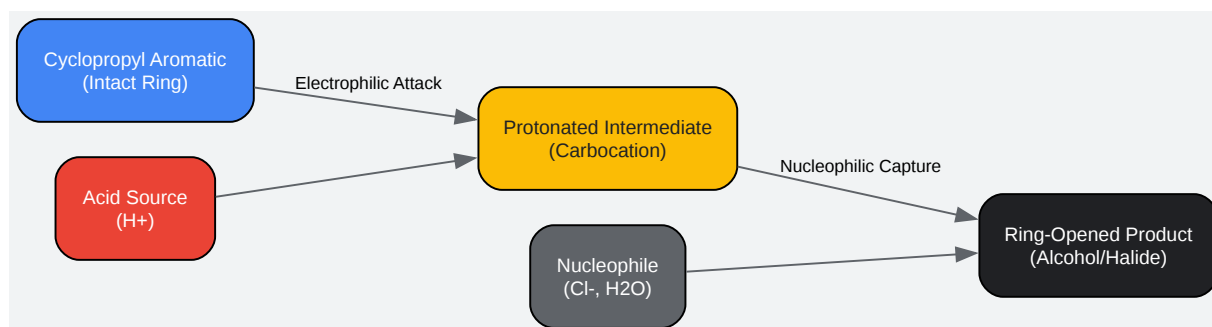 Cyclopropyl Aromatic
(Intact Ring)
Electrophilic Attack
Protonated Intermediate
(Carbocation)
Acid Source
(H+)
Nucleophilic Capture
Nucleophile
(Cl-, H2O)
Ring-Opened Product
(Alcohol/Halide)